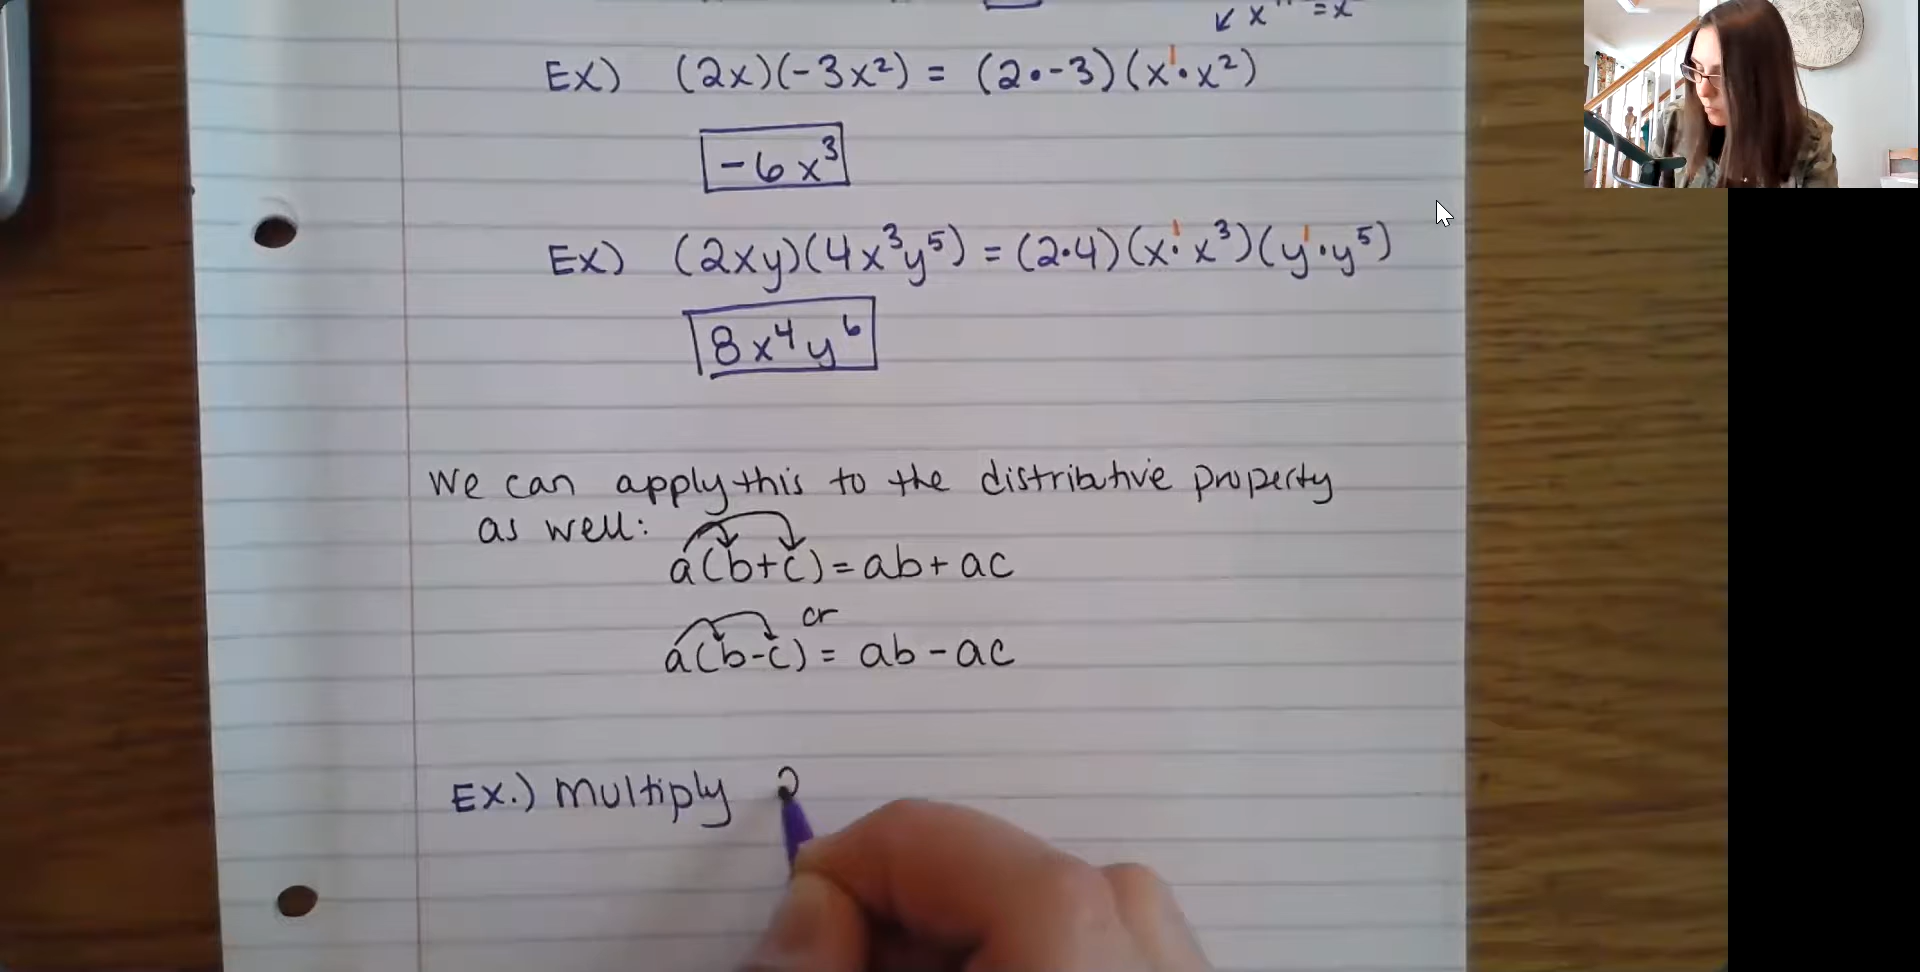 EX) (2x)(-3x²) = (2•-3)(x¹•x²)
-6x³
EX) (2xy)(4x³y⁵) = (2•4)(x¹•x³)(y¹•y⁵)
8x⁴y⁶
We can apply this to the distributive property
as well:
a(b+c)=ab+ac
or
a(b-c)= ab-ac
EX.) Multiply 2